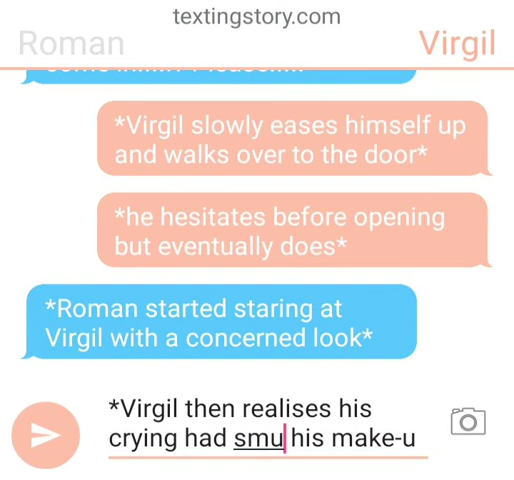 textingstory.com
Roman
Virgil
*Virgil slowly eases himself up
and walks over to the door*
*he hesitates before opening
but eventually does*
*Roman started staring at
Virgil with a concerned look*
*Virgil then realises his
crying had smu his make-u